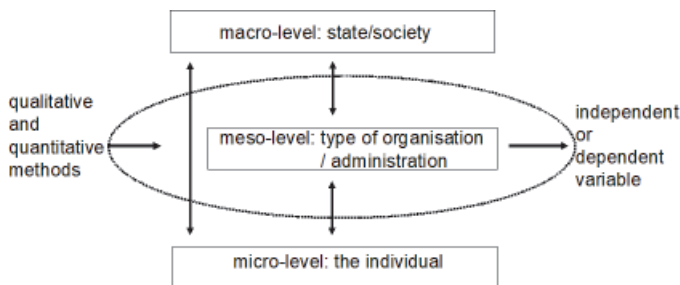 macro-level: state/society
qualitative
and
quantitative
methods
meso-level: type of organisation
/ administration
independent
or
dependent
variable
micro-level: the individual